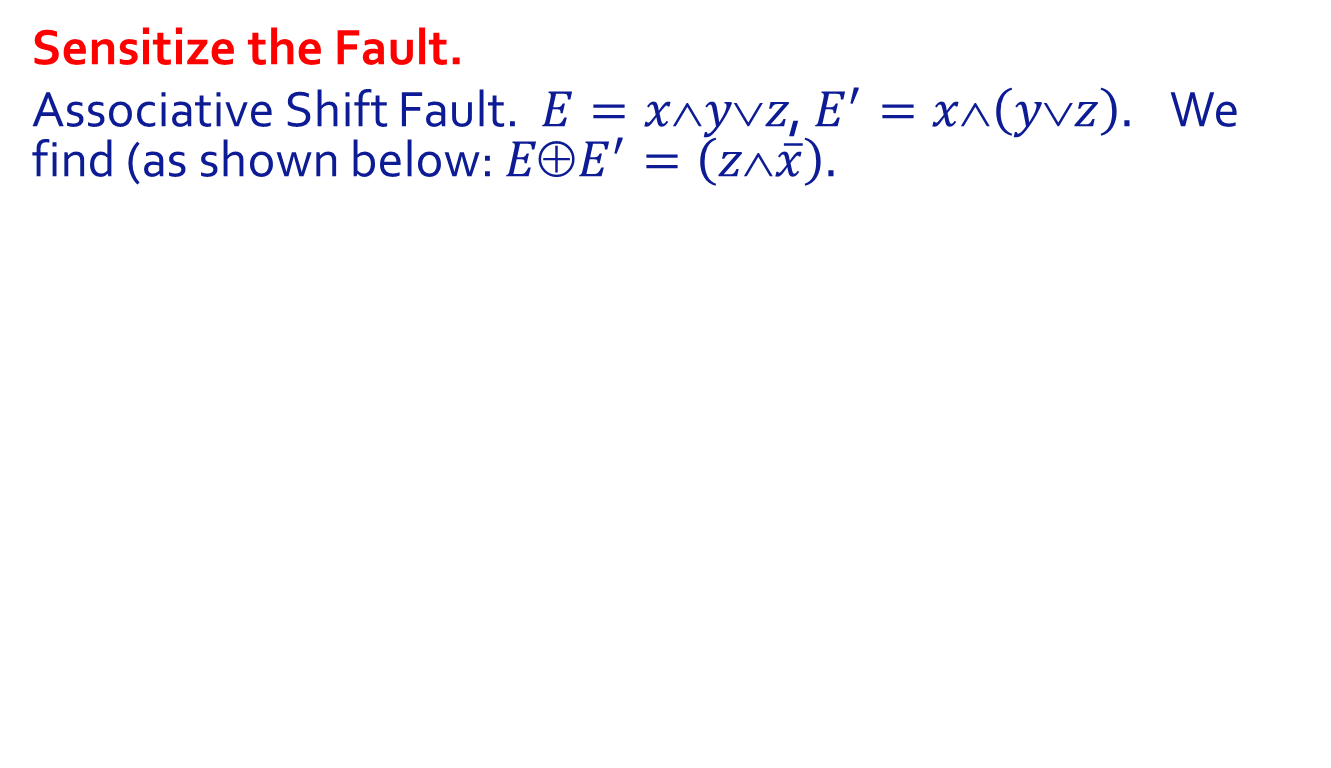 Sensitize the Fault.
Associative Shift Fault. E = x∧y∨z, E′ = x∧(y∨z). We
find (as shown below: E⊕E′ = (z∧x̄).